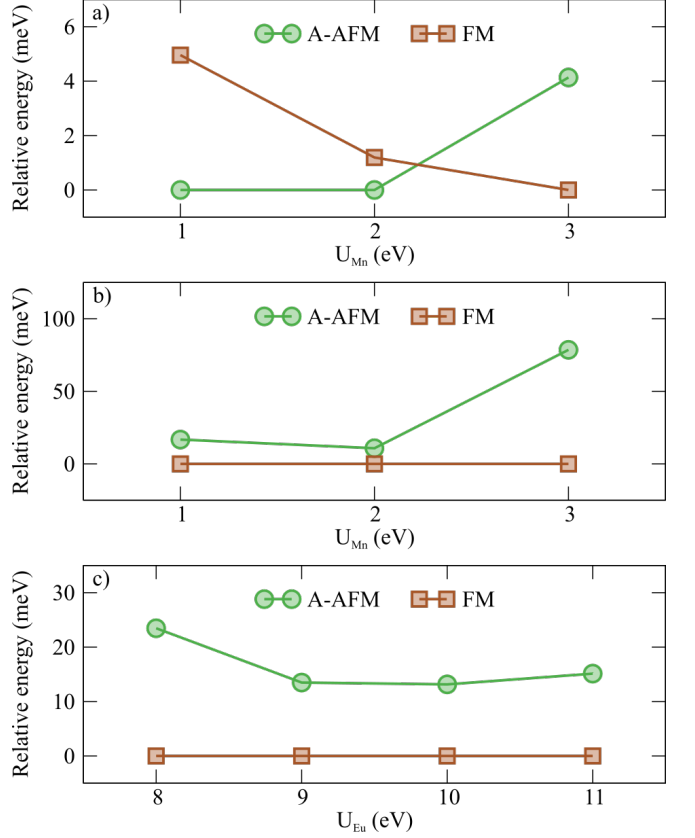 a)
A-AFM FM
Relative energy (meV)
6
4
2
0
1 2 3
U_Mn (eV)
b)
A-AFM FM
Relative energy (meV)
100
50
0
1 2 3
U_Mn (eV)
c)
A-AFM FM
Relative energy (meV)
30
20
10
0
8 9 10 11
U_Eu (eV)